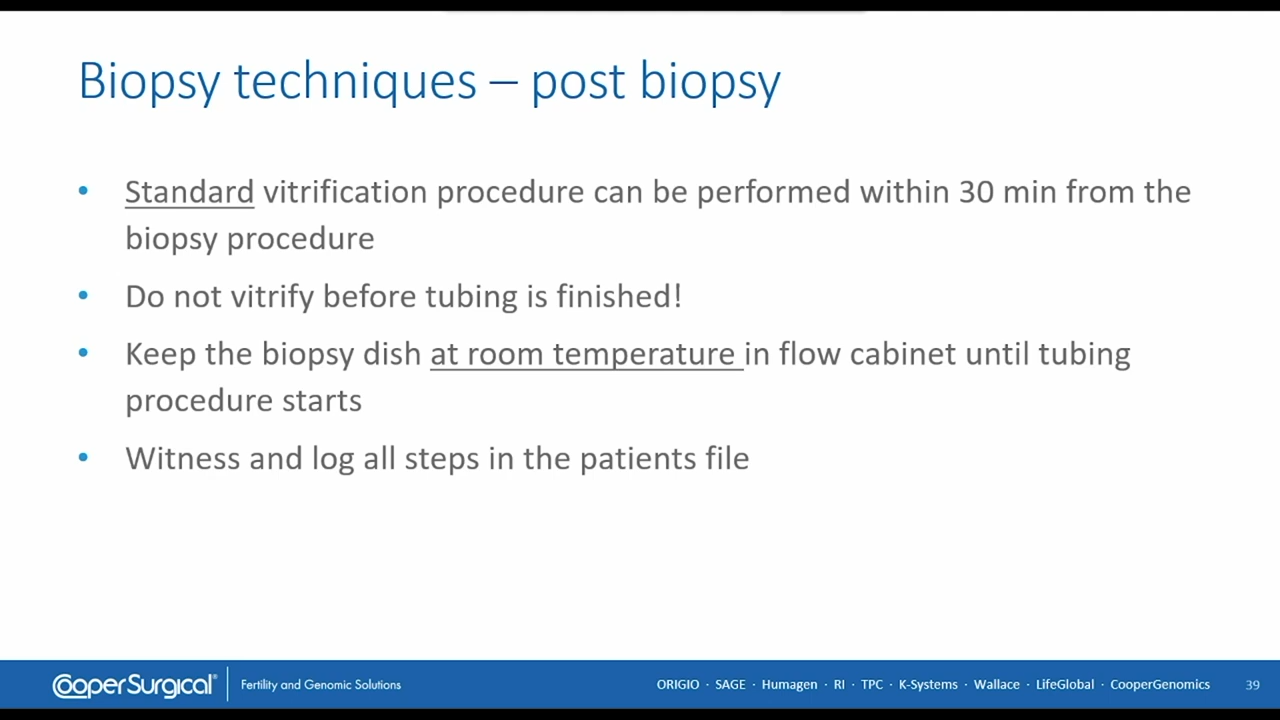 Biopsy techniques – post biopsy
• Standard vitrification procedure can be performed within 30 min from the
biopsy procedure
• Do not vitrify before tubing is finished!
• Keep the biopsy dish at room temperature in flow cabinet until tubing
procedure starts
• Witness and log all steps in the patients file
CooperSurgical® Fertility and Genomic Solutions ORIGIO · SAGE · Humagen · RI · TPC · K-Systems · Wallace · LifeGlobal · CooperGenomics 39